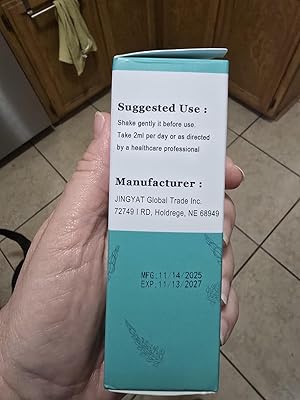 Suggested Use :
Shake gently it before use.
Take 2ml per day or as directed
by a healthcare professional
Manufacturer :
JINGYAT Global Trade Inc.
72749 I RD, Holdrege, NE 68949
MFG:11/14/2025
EXP:11/13/2027